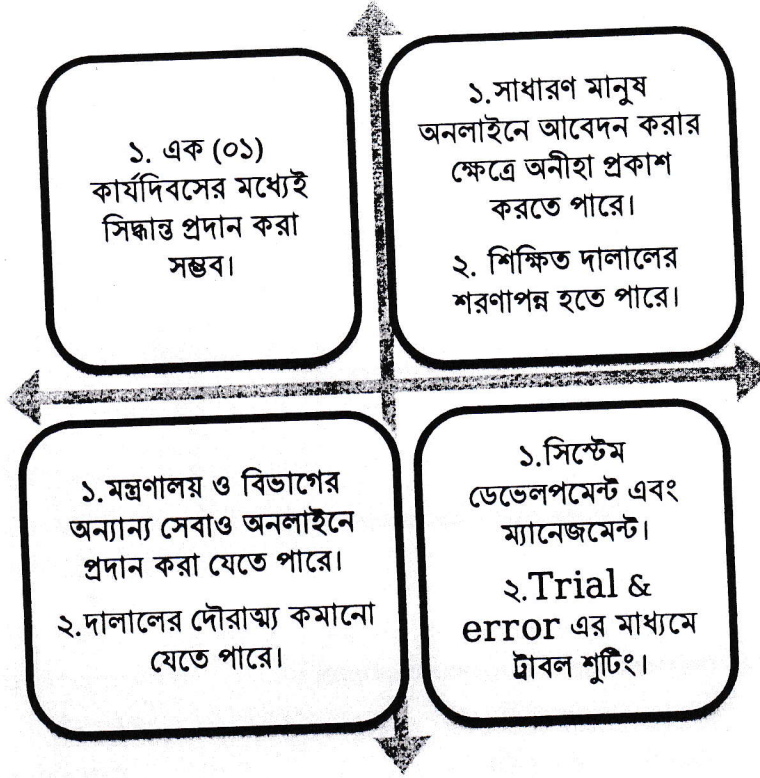 ১. এক (০১)
কার্যদিবসের মধ্যেই
সিদ্ধান্ত প্রদান করা
সম্ভব।
১.সাধারণ মানুষ
অনলাইনে আবেদন করার
ক্ষেত্রে অনীহা প্রকাশ
করতে পারে।
২. শিক্ষিত দালালের
শরণাপন্ন হতে পারে।
১.মন্ত্রণালয় ও বিভাগের
অন্যান্য সেবাও অনলাইনে
প্রদান করা যেতে পারে।
২.দালালের দৌরাত্ম্য কমানো
যেতে পারে।
১.সিস্টেম
ডেভেলপমেন্ট এবং
ম্যানেজমেন্ট।
২.Trial &
error এর মাধ্যমে
ট্রাবল শুটিং।